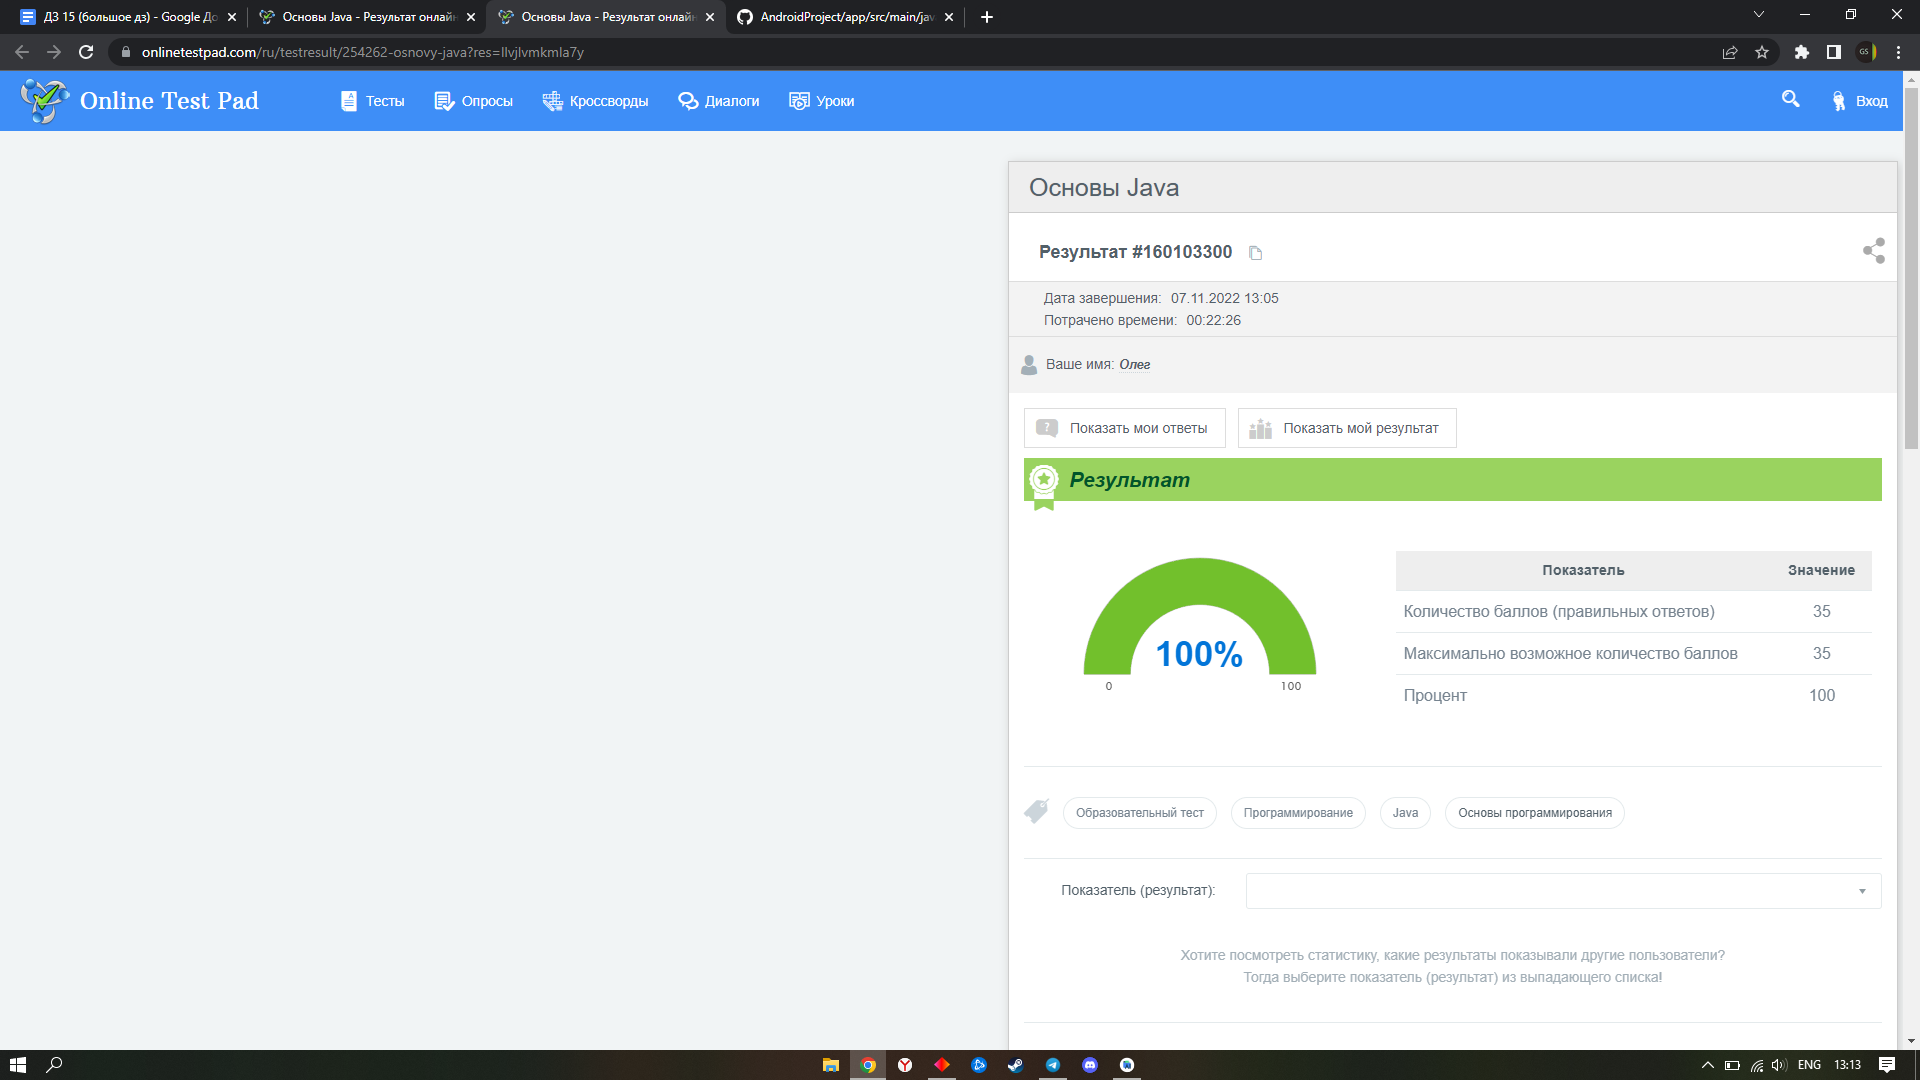 ДЗ 15 (большое дз) - Google До
Основы Java - Результат онлайн
Основы Java - Результат онлайн
AndroidProject/app/src/main/jav
onlinetestpad.com/ru/testresult/254262-osnovy-java?res=llvjlvmkmla7y
GS
Online Test Pad
Тесты
Опросы
Кроссворды
Диалоги
Уроки
Вход
Основы Java
Результат #160103300
Дата завершения: 07.11.2022 13:05
Потрачено времени: 00:22:26
Ваше имя: Олег
Показать мои ответы
Показать мой результат
Результат
100%
0
100
Показатель Значение
Количество баллов (правильных ответов) 35
Максимально возможное количество баллов 35
Процент 100
Образовательный тест
Программирование
Java
Основы программирования
Показатель (результат):
Хотите посмотреть статистику, какие результаты показывали другие пользователи?
Тогда выберите показатель (результат) из выпадающего списка!
ENG
13:13